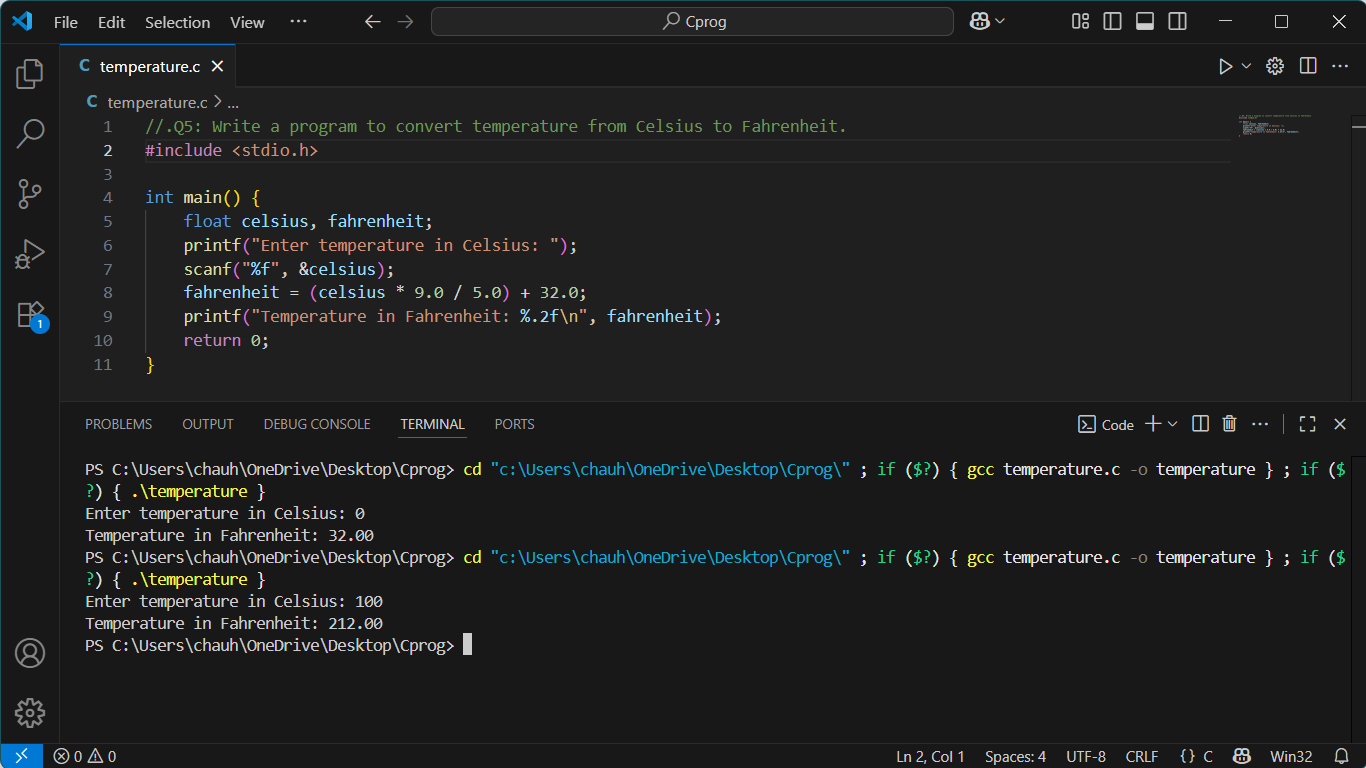 File Edit Selection View ··· Cprog
C temperature.c
C temperature.c > ...
1 //.Q5: Write a program to convert temperature from Celsius to Fahrenheit.
2 #include <stdio.h>
3
4 int main() {
5 float celsius, fahrenheit;
6 printf("Enter temperature in Celsius: ");
7 scanf("%f", &celsius);
8 fahrenheit = (celsius * 9.0 / 5.0) + 32.0;
9 printf("Temperature in Fahrenheit: %.2f\n", fahrenheit);
10 return 0;
11 }
1
PROBLEMS OUTPUT DEBUG CONSOLE TERMINAL PORTS Code
PS C:\Users\chauh\OneDrive\Desktop\Cprog> cd "c:\Users\chauh\OneDrive\Desktop\Cprog\" ; if ($?) { gcc temperature.c -o temperature } ; if ($
?) { .\temperature }
Enter temperature in Celsius: 0
Temperature in Fahrenheit: 32.00
PS C:\Users\chauh\OneDrive\Desktop\Cprog> cd "c:\Users\chauh\OneDrive\Desktop\Cprog\" ; if ($?) { gcc temperature.c -o temperature } ; if ($
?) { .\temperature }
Enter temperature in Celsius: 100
Temperature in Fahrenheit: 212.00
PS C:\Users\chauh\OneDrive\Desktop\Cprog>
0 0 Ln 2, Col 1 Spaces: 4 UTF-8 CRLF {} C Win32